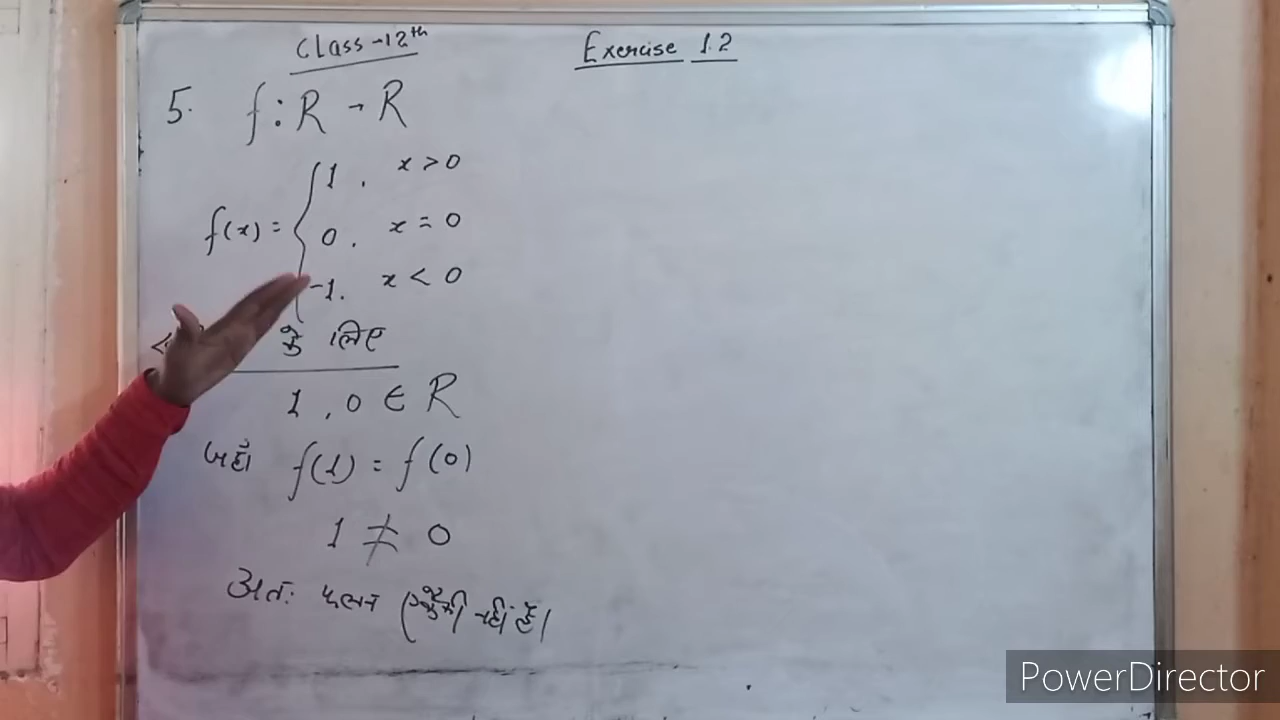 Class-12th
Exercise 1.2
5. f : R → R
f(x) = { 1, x > 0
0, x = 0
-1, x < 0
के लिए
1, 0 ∈ R
यहाँ f(1) = f(0)
1 ≠ 0
अतः फलन एकैकी नहीं है।
PowerDirector